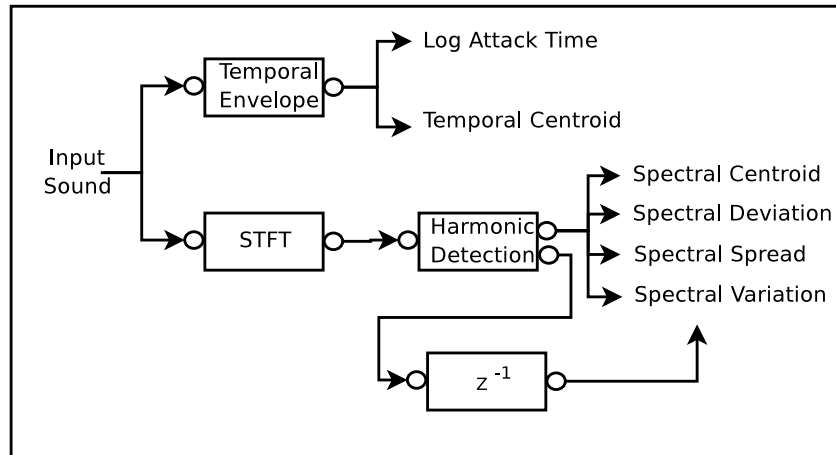 Log Attack Time
Temporal
Envelope
Temporal Centroid
Input
Sound
STFT
Harmonic
Detection
Spectral Centroid
Spectral Deviation
Spectral Spread
Spectral Variation
z -1